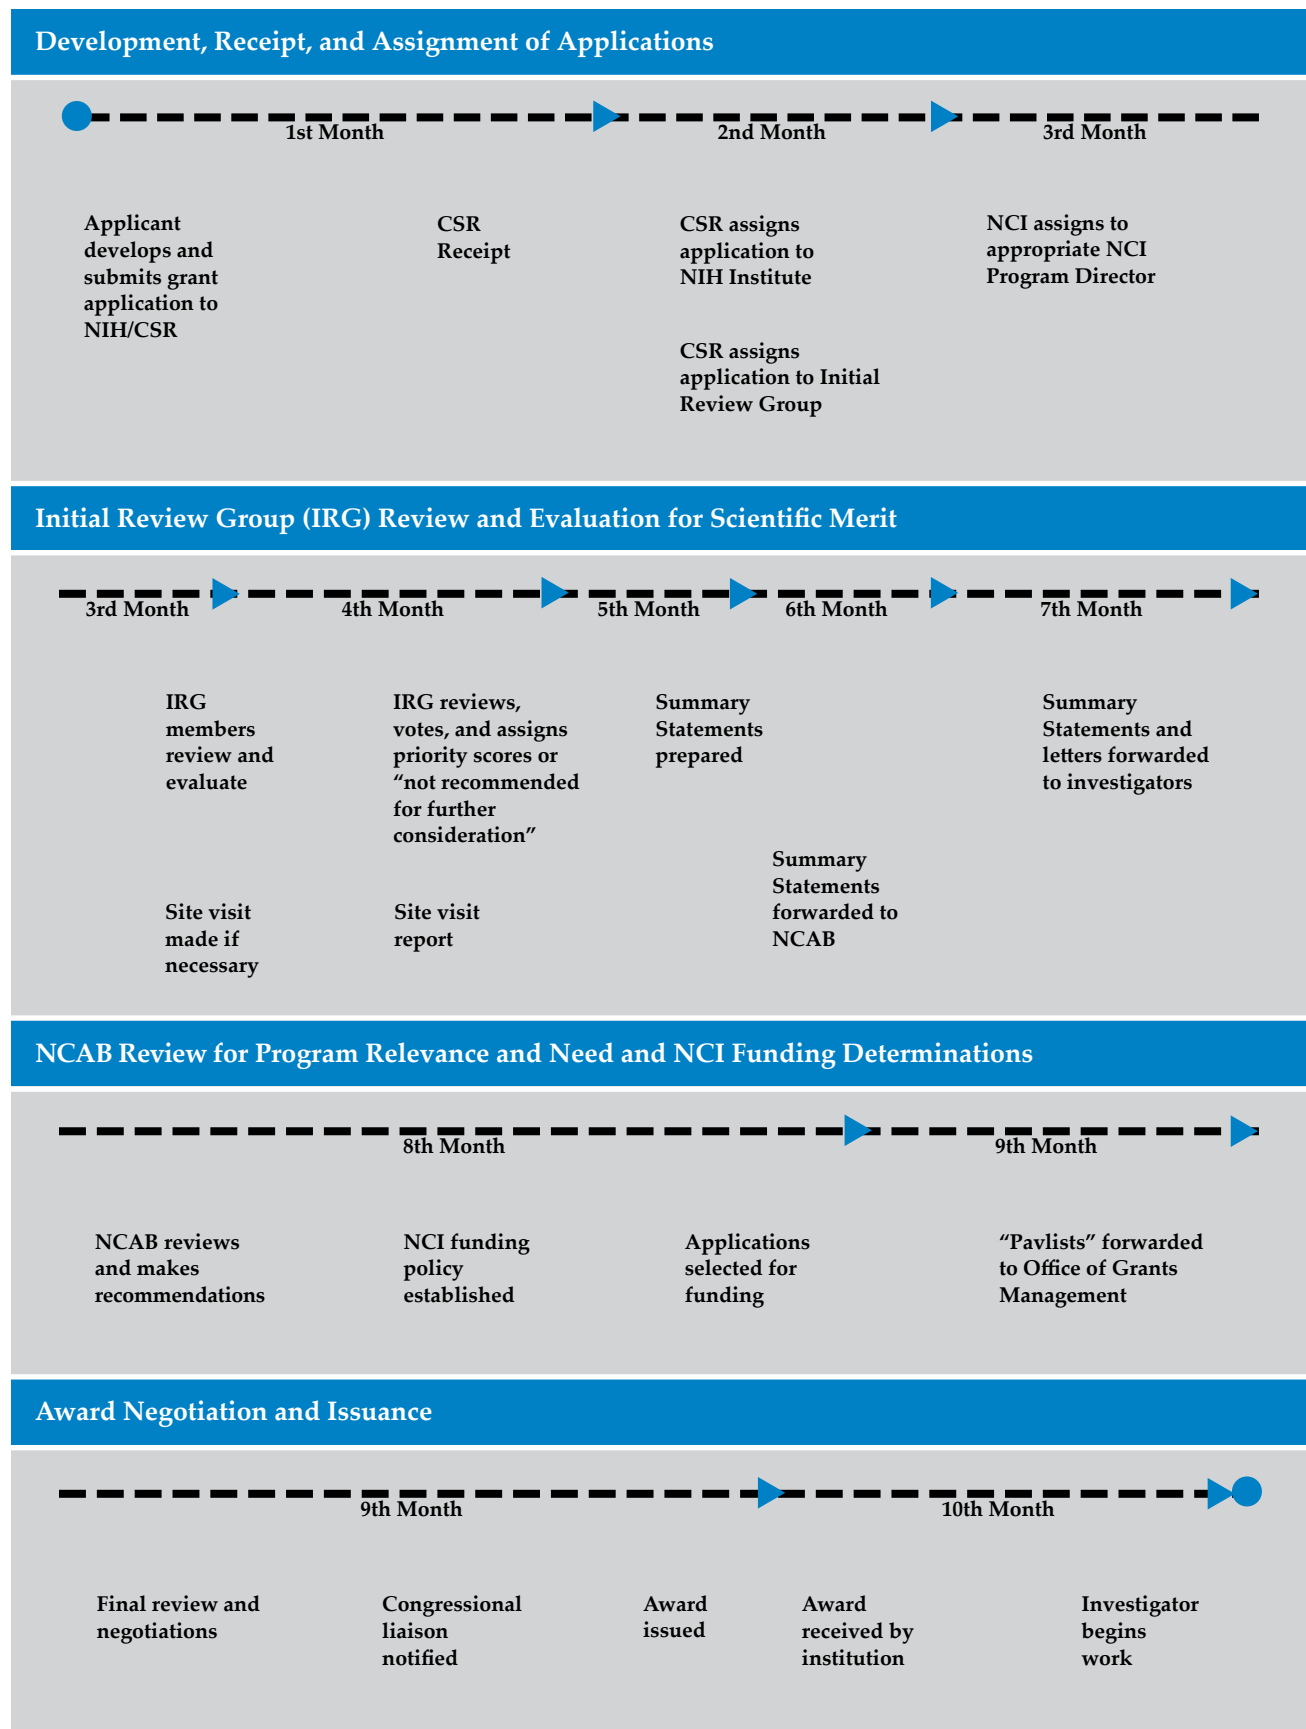 Development, Receipt, and Assignment of Applications
1st Month
2nd Month
3rd Month
Applicant
develops and
submits grant
application to
NIH/CSR
CSR
Receipt
CSR assigns
application to
NIH Institute
CSR assigns
application to Initial
Review Group
NCI assigns to
appropriate NCI
Program Director
Initial Review Group (IRG) Review and Evaluation for Scientific Merit
3rd Month
4th Month
5th Month
6th Month
7th Month
IRG
members
review and
evaluate
Site visit
made if
necessary
IRG reviews,
votes, and assigns
priority scores or
“not recommended
for further
consideration”
Site visit
report
Summary
Statements
prepared
Summary
Statements
forwarded to
NCAB
Summary
Statements and
letters forwarded
to investigators
NCAB Review for Program Relevance and Need and NCI Funding Determinations
8th Month
9th Month
NCAB reviews
and makes
recommendations
NCI funding
policy
established
Applications
selected for
funding
“Pavlists” forwarded
to Office of Grants
Management
Award Negotiation and Issuance
9th Month
10th Month
Final review and
negotiations
Congressional
liaison
notified
Award
issued
Award
received by
institution
Investigator
begins
work